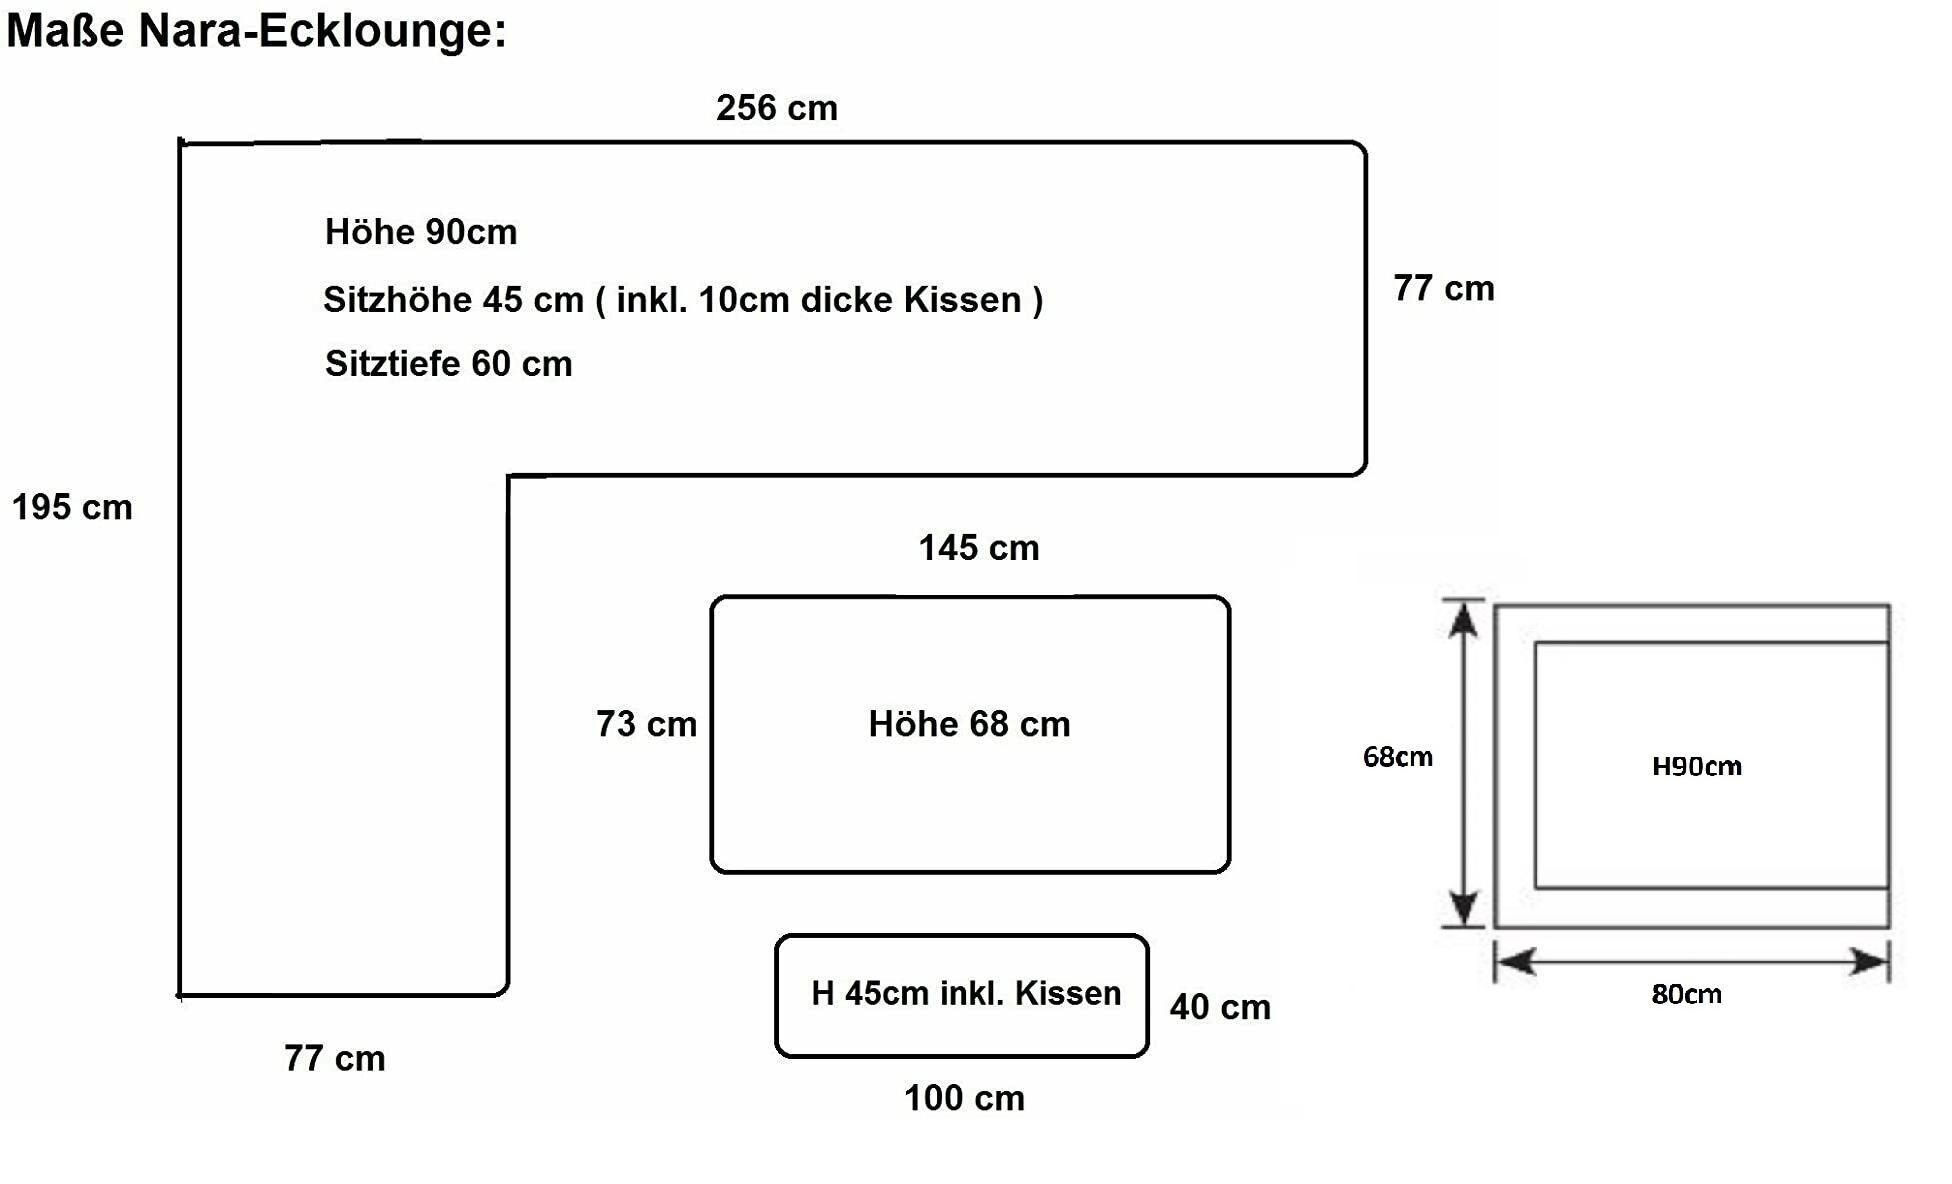 Maße Nara-Ecklounge:
256 cm
Höhe 90cm
Sitzhöhe 45 cm ( inkl. 10cm dicke Kissen )
Sitztiefe 60 cm
77 cm
195 cm
145 cm
73 cm
Höhe 68 cm
68cm
H90cm
80cm
H 45cm inkl. Kissen
40 cm
77 cm
100 cm